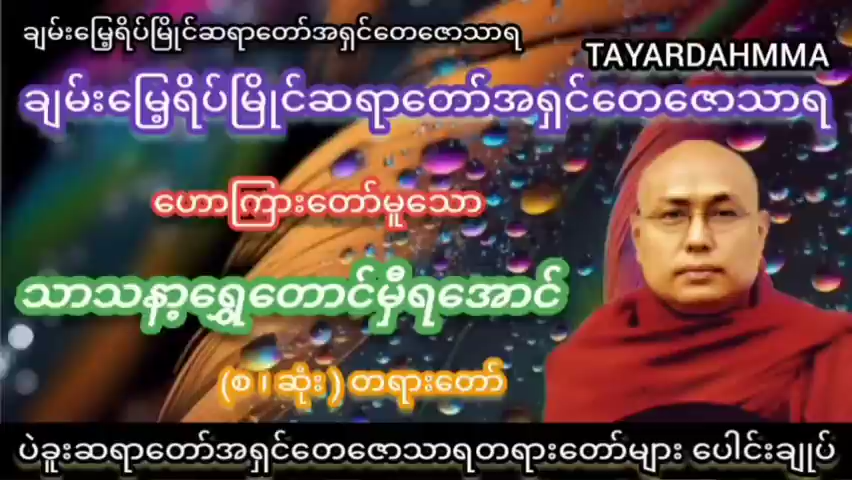 ချမ်းမြေ့ရိပ်မြိုင်ဆရာတော်အရှင်တေဇောသာရ
TAYARDAHMMA
ချမ်းမြေ့ရိပ်မြိုင်ဆရာတော်အရှင်တေဇောသာရ
ဟောကြားတော်မူသော
သာသနာ့ရွှေတောင်မှီရအောင်
(စ ၊ ဆုံး ) တရားတော်
ပဲခူးဆရာတော်အရှင်တေဇောသာရတရားတော်များ ပေါင်းချုပ်